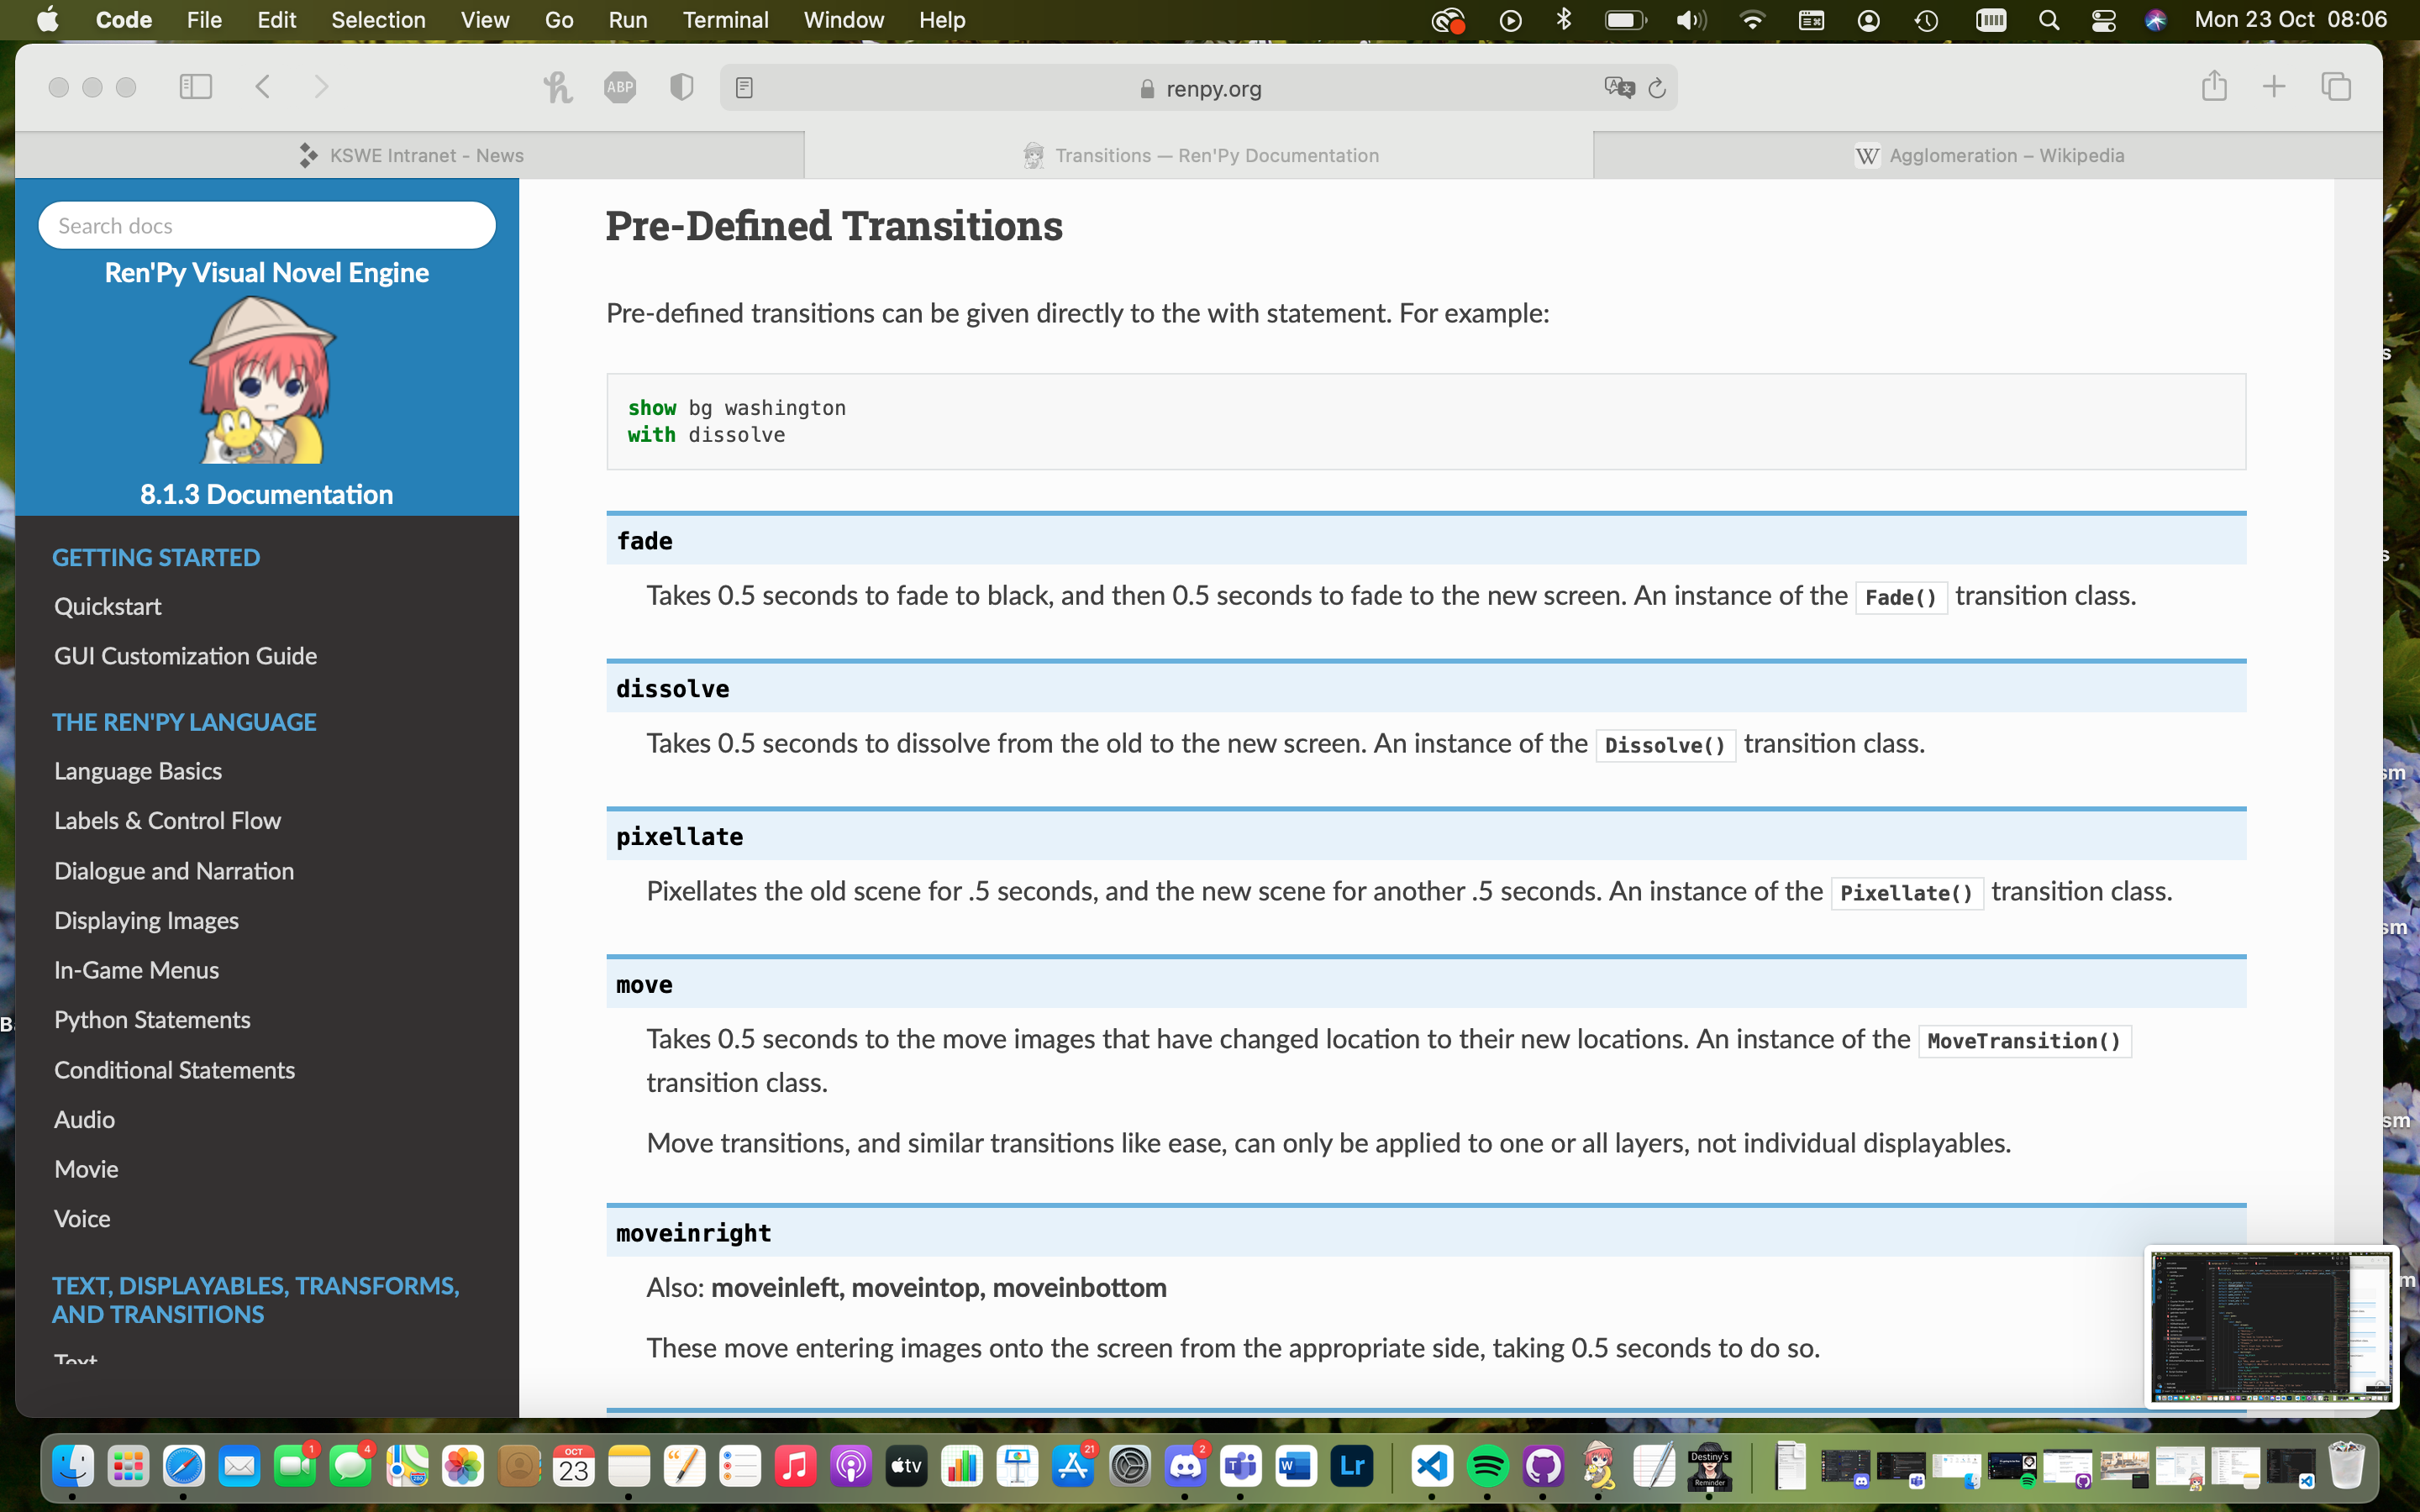 Code File Edit Selection View Go Run Terminal Window Help Mon 23 Oct 08:06
ABP renpy.org
KSWE Intranet - News
Transitions — Ren'Py Documentation
W Agglomeration – Wikipedia
Search docs
Ren'Py Visual Novel Engine
8.1.3 Documentation
GETTING STARTED
Quickstart
GUI Customization Guide
THE REN'PY LANGUAGE
Language Basics
Labels & Control Flow
Dialogue and Narration
Displaying Images
In-Game Menus
Python Statements
Conditional Statements
Audio
Movie
Voice
TEXT, DISPLAYABLES, TRANSFORMS,
AND TRANSITIONS
Text
Pre-Defined Transitions
Pre-defined transitions can be given directly to the with statement. For example:
show bg washington
with dissolve
fade
Takes 0.5 seconds to fade to black, and then 0.5 seconds to fade to the new screen. An instance of the Fade() transition class.
dissolve
Takes 0.5 seconds to dissolve from the old to the new screen. An instance of the Dissolve() transition class.
pixellate
Pixellates the old scene for .5 seconds, and the new scene for another .5 seconds. An instance of the Pixellate() transition class.
move
Takes 0.5 seconds to the move images that have changed location to their new locations. An instance of the MoveTransition()
transition class.
Move transitions, and similar transitions like ease, can only be applied to one or all layers, not individual displayables.
moveinright
Also: moveinleft, moveintop, moveinbottom
These move entering images onto the screen from the appropriate side, taking 0.5 seconds to do so.
1 4 OCT 23 tv 21 2 W Lr Destiny's Reminder